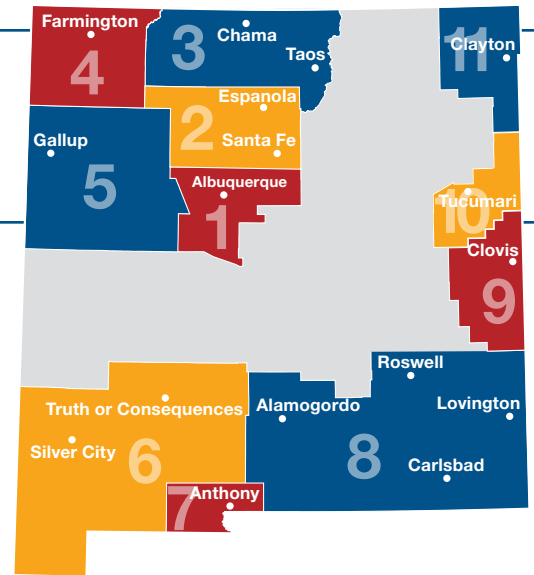 Farmington
4
3
Chama
Taos
11
Clayton
Espanola
2
Santa Fe
Gallup
5
Albuquerque
1
10
Tucumari
Clovis
9
Roswell
Truth or Consequences
Alamogordo
Lovington
Silver City
6
8
Carlsbad
7
Anthony